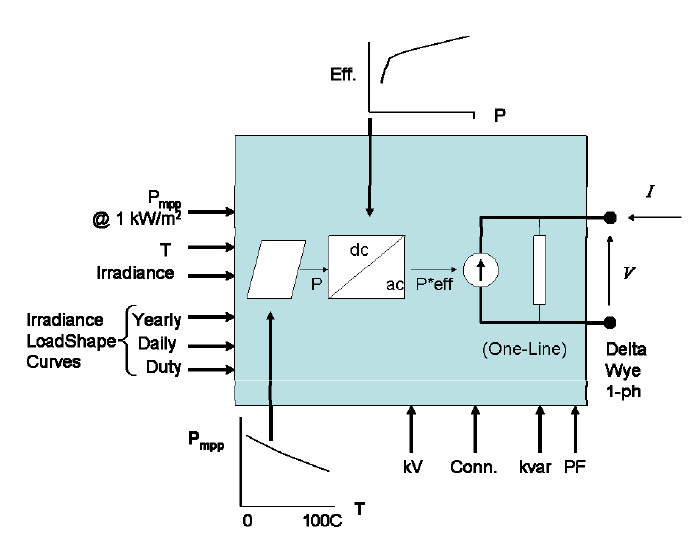 Eff.
P
Pmpp
@ 1 kW/m²
T
Irradiance
Irradiance
LoadShape
Curves
Yearly
Daily
Duty
P
dc
ac
P*eff
(One-Line)
I
V
Delta
Wye
1-ph
kV
Conn.
kvar
PF
Pmpp
0
100C
T